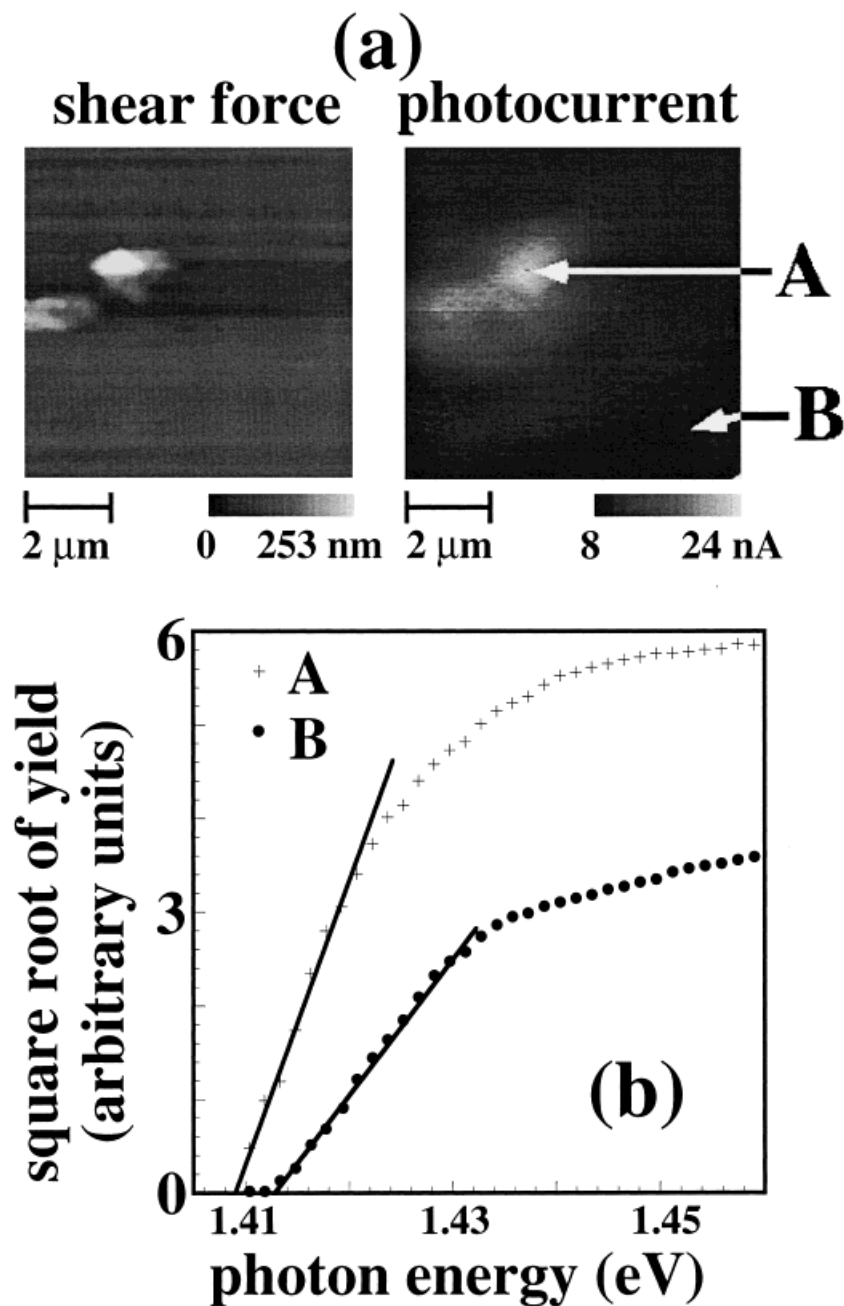 (a)
shear force photocurrent
A
B
2 μm 0 253 nm 2 μm 8 24 nA
6
A
B
3
(b)
0
1.41 1.43 1.45
photon energy (eV)
square root of yield
(arbitrary units)